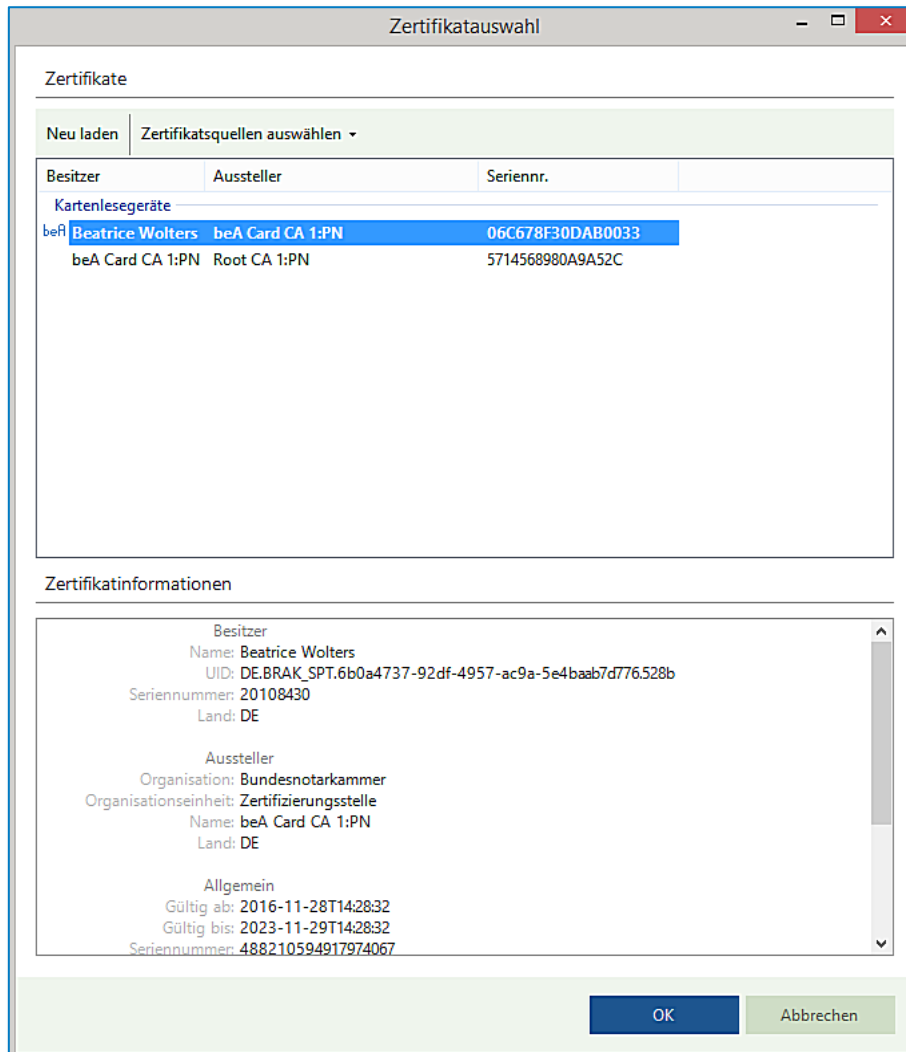 Zertifikatauswahl
Zertifikate
Neu laden Zertifikatsquellen auswählen
Besitzer Aussteller Seriennr.
Kartenlesegeräte
beA Beatrice Wolters beA Card CA 1:PN 06C678F30DAB0033
beA Card CA 1:PN Root CA 1:PN 5714568980A9A52C
Zertifikatinformationen
Besitzer
Name: Beatrice Wolters
UID: DE.BRAK_SPT.6b0a4737-92df-4957-ac9a-5e4baab7d776.528b
Seriennummer: 20108430
Land: DE
Aussteller
Organisation: Bundesnotarkammer
Organisationseinheit: Zertifizierungsstelle
Name: beA Card CA 1:PN
Land: DE
Allgemein
Gültig ab: 2016-11-28T14:28:32
Gültig bis: 2023-11-29T14:28:32
Seriennummer: 488210594917974067
OK Abbrechen